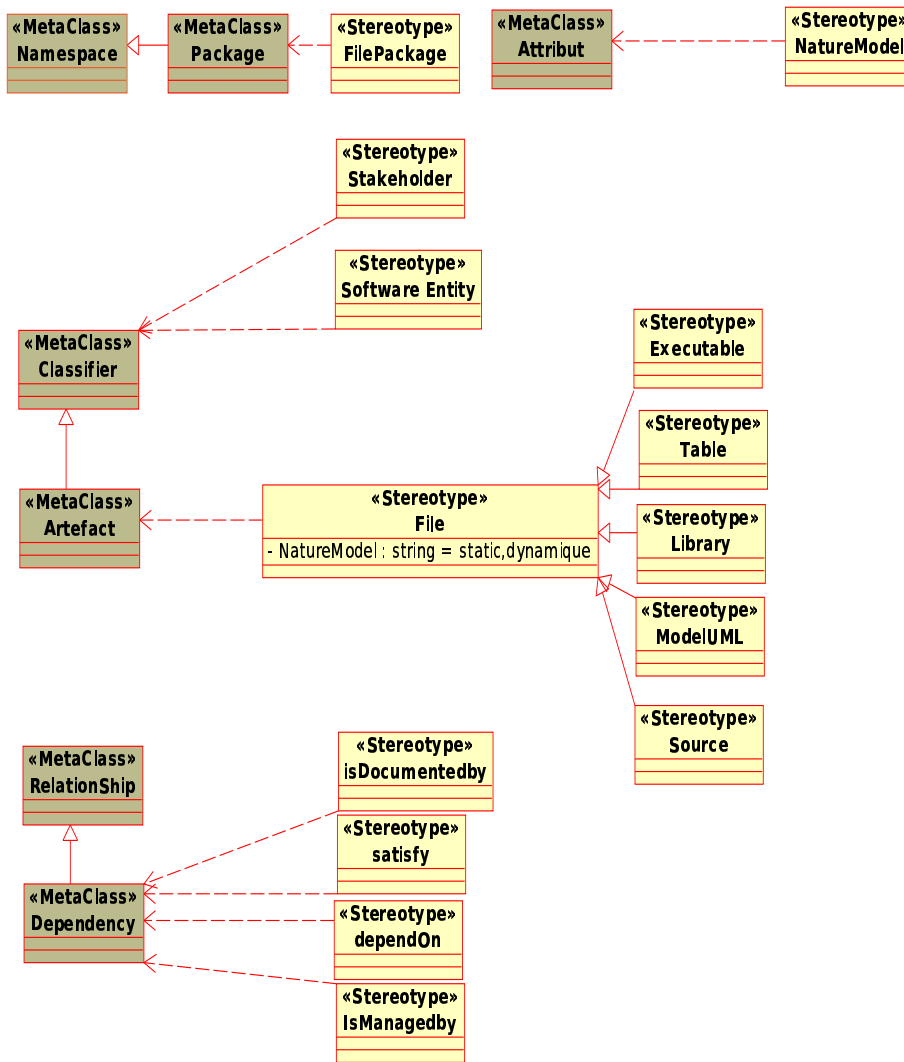 «MetaClass»
Namespace
«MetaClass»
Package
«Stereotype»
FilePackage
«MetaClass»
Attribut
«Stereotype»
NatureModel
«Stereotype»
Stakeholder
«Stereotype»
Software Entity
«MetaClass»
Classifier
«Stereotype»
Executable
«Stereotype»
Table
«MetaClass»
Artefact
«Stereotype»
File
- NatureModel : string = static,dynamique
«Stereotype»
Library
«Stereotype»
ModelUML
«Stereotype»
Source
«MetaClass»
RelationShip
«Stereotype»
isDocumentedby
«Stereotype»
satisfy
«MetaClass»
Dependency
«Stereotype»
dependOn
«Stereotype»
IsManagedby